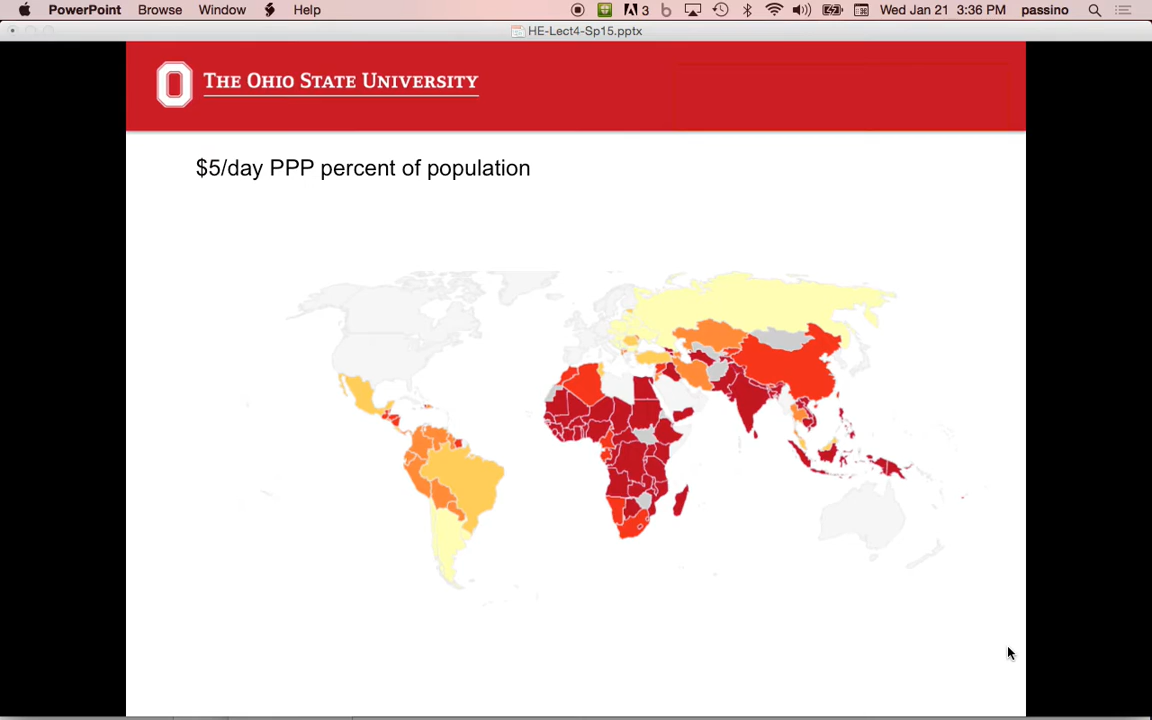 PowerPoint Browse Window Help 3 Wed Jan 21 3:36 PM passino
HE-Lect4-Sp15.pptx
THE OHIO STATE UNIVERSITY
$5/day PPP percent of population